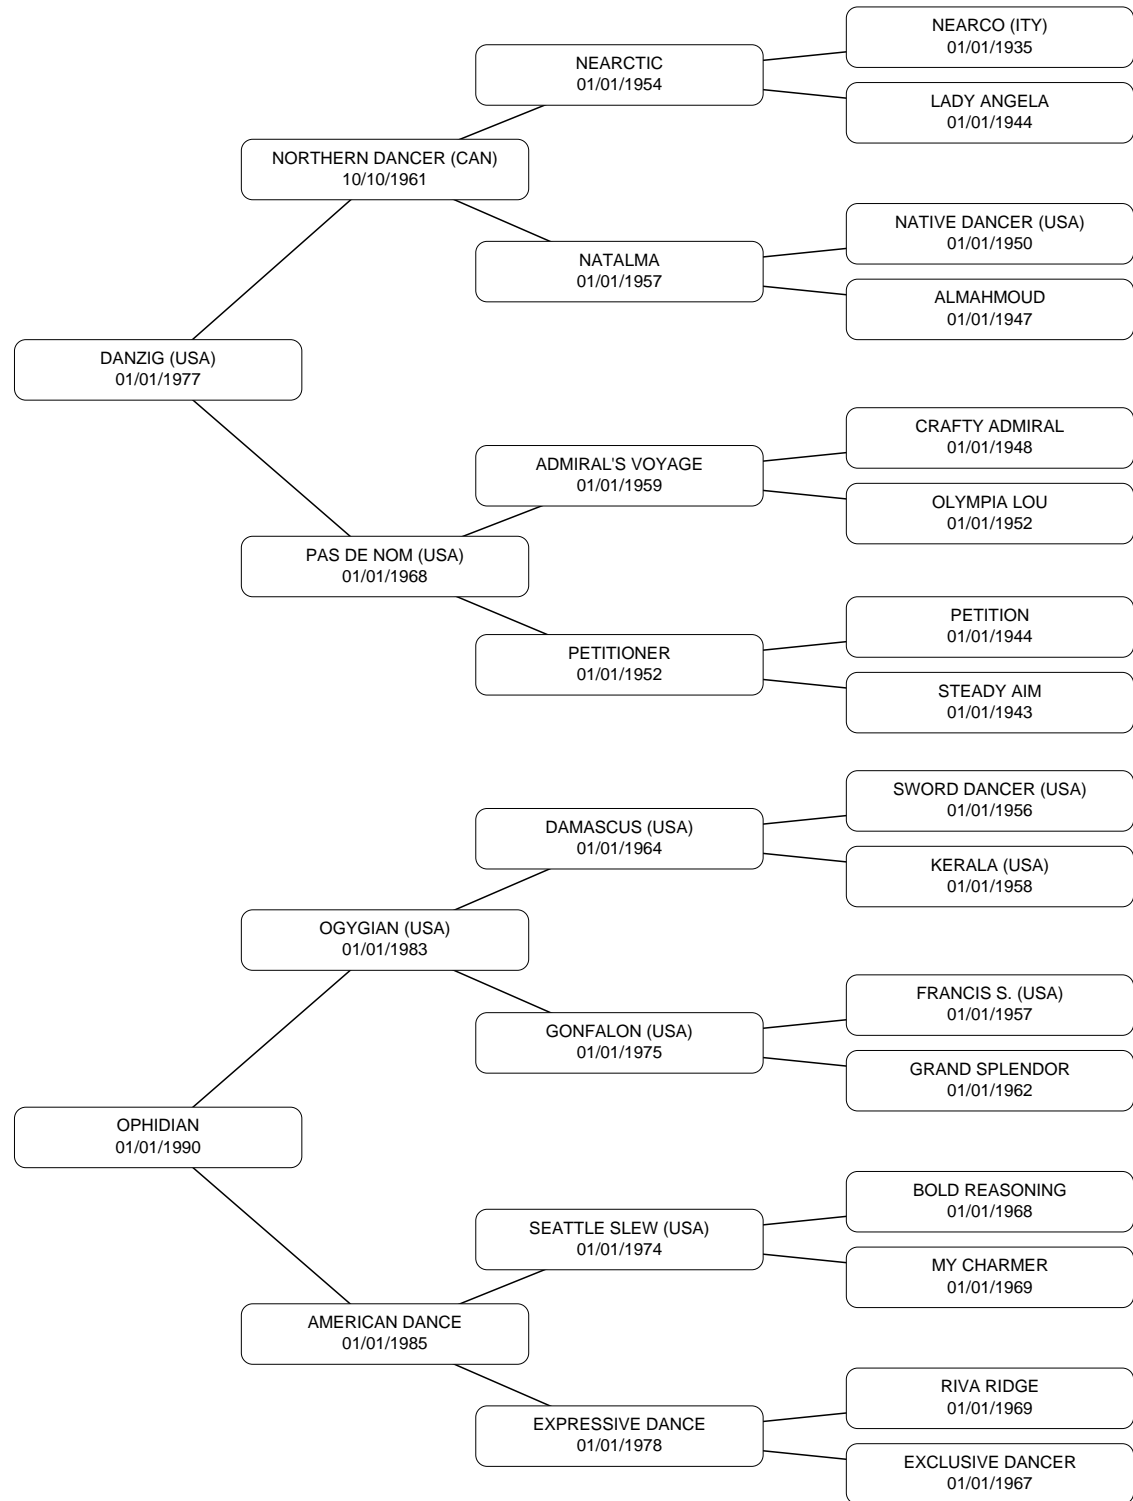 NEARCO (ITY)
01/01/1935
NEARCTIC
01/01/1954
LADY ANGELA
01/01/1944
NORTHERN DANCER (CAN)
10/10/1961
NATIVE DANCER (USA)
01/01/1950
NATALMA
01/01/1957
ALMAHMOUD
01/01/1947
DANZIG (USA)
01/01/1977
CRAFTY ADMIRAL
01/01/1948
ADMIRAL'S VOYAGE
01/01/1959
OLYMPIA LOU
01/01/1952
PAS DE NOM (USA)
01/01/1968
PETITION
01/01/1944
PETITIONER
01/01/1952
STEADY AIM
01/01/1943
SWORD DANCER (USA)
01/01/1956
DAMASCUS (USA)
01/01/1964
KERALA (USA)
01/01/1958
OGYGIAN (USA)
01/01/1983
FRANCIS S. (USA)
01/01/1957
GONFALON (USA)
01/01/1975
GRAND SPLENDOR
01/01/1962
OPHIDIAN
01/01/1990
BOLD REASONING
01/01/1968
SEATTLE SLEW (USA)
01/01/1974
MY CHARMER
01/01/1969
AMERICAN DANCE
01/01/1985
RIVA RIDGE
01/01/1969
EXPRESSIVE DANCE
01/01/1978
EXCLUSIVE DANCER
01/01/1967